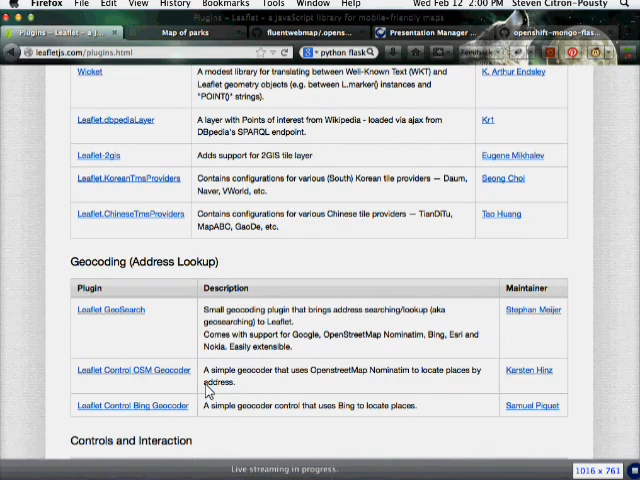 Firefox File Edit View History Bookmarks Tools Window Help Wed Feb 12 2:00 PM Steven Citron-Pousty
Plugins – Leaflet – a JavaScript library for mobile-friendly maps
Plugins – Leaflet – a J... Map of parks fluentwebmap/.opens... Presentation Manager ... openshift-mongo-flas...
leafletjs.com/plugins.html python flask Feedback
Wicket A modest library for translating between Well-Known Text (WKT) and K. Arthur Endsley
Leaflet geometry objects (e.g. between L.marker() instances and
"POINT()" strings).
Leaflet.dbpediaLayer A layer with Points of interest from Wikipedia - loaded via ajax from Kr1
DBpedia's SPARQL endpoint.
Leaflet-2gis Adds support for 2GIS tile layer Eugene Mikhalev
Leaflet.KoreanTmsProviders Contains configurations for various (South) Korean tile providers — Daum, Seong Choi
Naver, VWorld, etc.
Leaflet.ChineseTmsProviders Contains configurations for various Chinese tile providers — TianDiTu, Tao Huang
MapABC, GaoDe, etc.
Geocoding (Address Lookup)
Plugin Description Maintainer
Leaflet GeoSearch Small geocoding plugin that brings address searching/lookup (aka Stephan Meijer
geosearching) to Leaflet.
Comes with support for Google, OpenStreetMap Nominatim, Bing, Esri and
Nokia. Easily extensible.
Leaflet Control OSM Geocoder A simple geocoder that uses OpenstreetMap Nominatim to locate places by Karsten Hinz
address.
Leaflet Control Bing Geocoder A simple geocoder control that uses Bing to locate places. Samuel Piquet
Controls and Interaction
Live streaming in progress.
1016 x 761